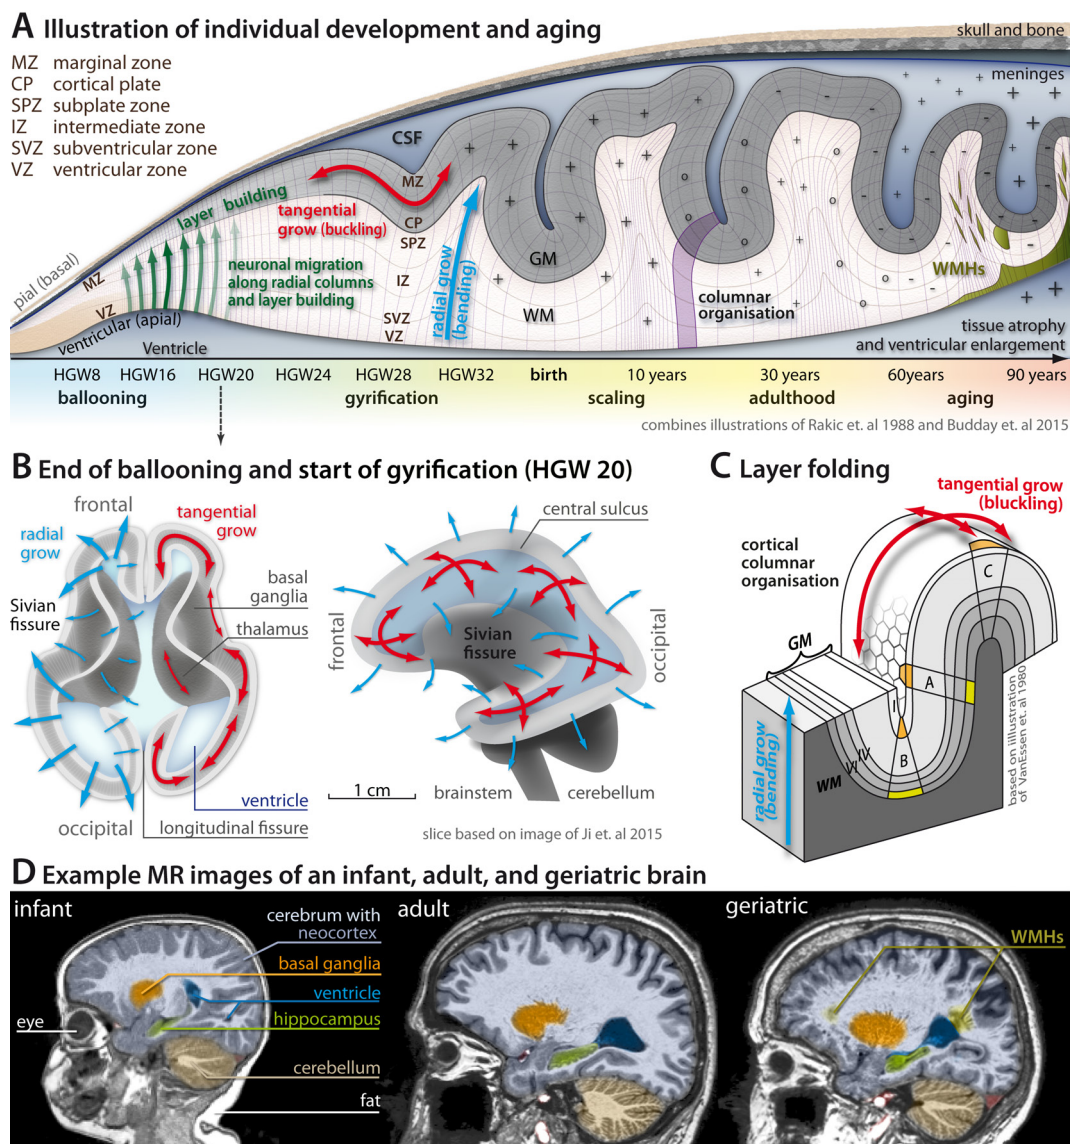 A Illustration of individual development and aging
MZ marginal zone
CP cortical plate
SPZ subplate zone
IZ intermediate zone
SVZ subventricular zone
VZ ventricular zone
skull and bone
meninges
CSF
MZ
CP
SPZ
IZ
SVZ
VZ
layer building
tangential
grow (buckling)
neuronal migration
along radial columns
and layer building
radial grow
(bending)
GM
WM
columnar
organisation
WMHs
pial (basal)
MZ
VZ
ventricular (apial)
Ventricle
tissue atrophy
and ventricular enlargement
HGW8 HGW16 HGW20 HGW24 HGW28 HGW32 birth 10 years 30 years 60years 90 years
ballooning gyrification scaling adulthood aging
combines illustrations of Rakic et. al 1988 and Budday et. al 2015
B End of ballooning and start of gyrification (HGW 20)
frontal
radial
grow
tangential
grow
Sivian
fissure
basal
ganglia
thalamus
ventricle
longitudinal fissure
occipital
central sulcus
frontal
Sivian
fissure
occipital
1 cm
brainstem
cerebellum
slice based on image of Ji et. al 2015
C Layer folding
tangential grow
(bluckling)
cortical
columnar
organisation
GM
C
A
I
B
IV
VI
WM
radial grow
(bending)
based on iillustration
of VanEssen et. al 1980
D Example MR images of an infant, adult, and geriatric brain
infant
cerebrum with
neocortex
basal ganglia
ventricle
hippocampus
eye
cerebellum
fat
adult
geriatric
WMHs